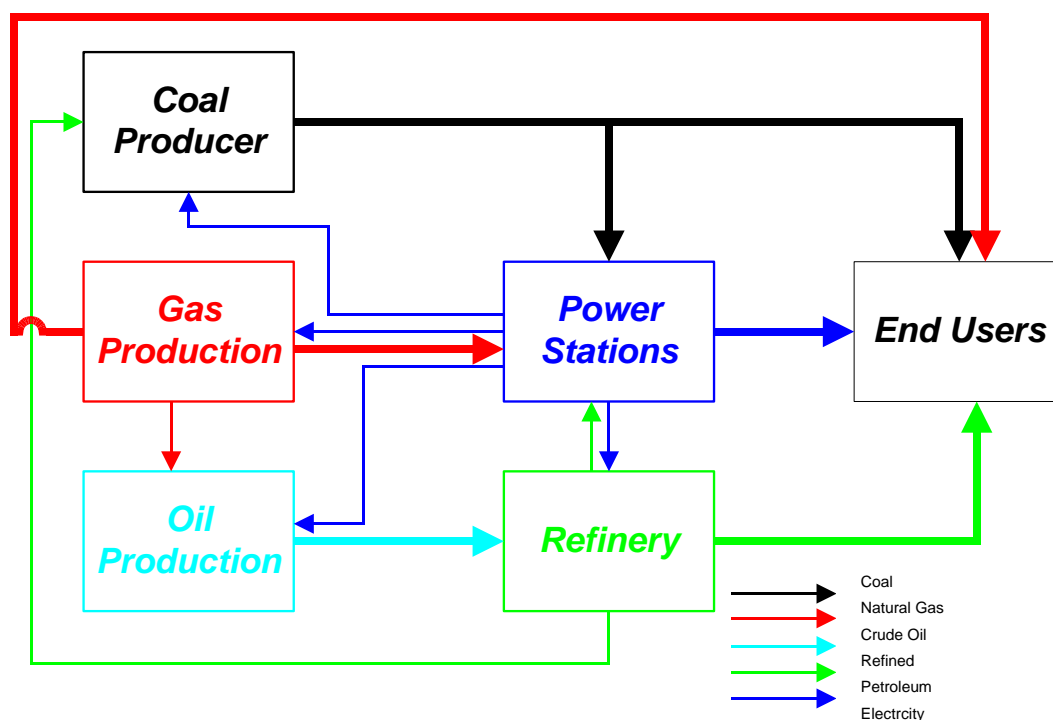 Coal
Producer
Gas
Production
Power
Stations
End Users
Oil
Production
Refinery
Coal
Natural Gas
Crude Oil
Refined
Petroleum
Electrcity